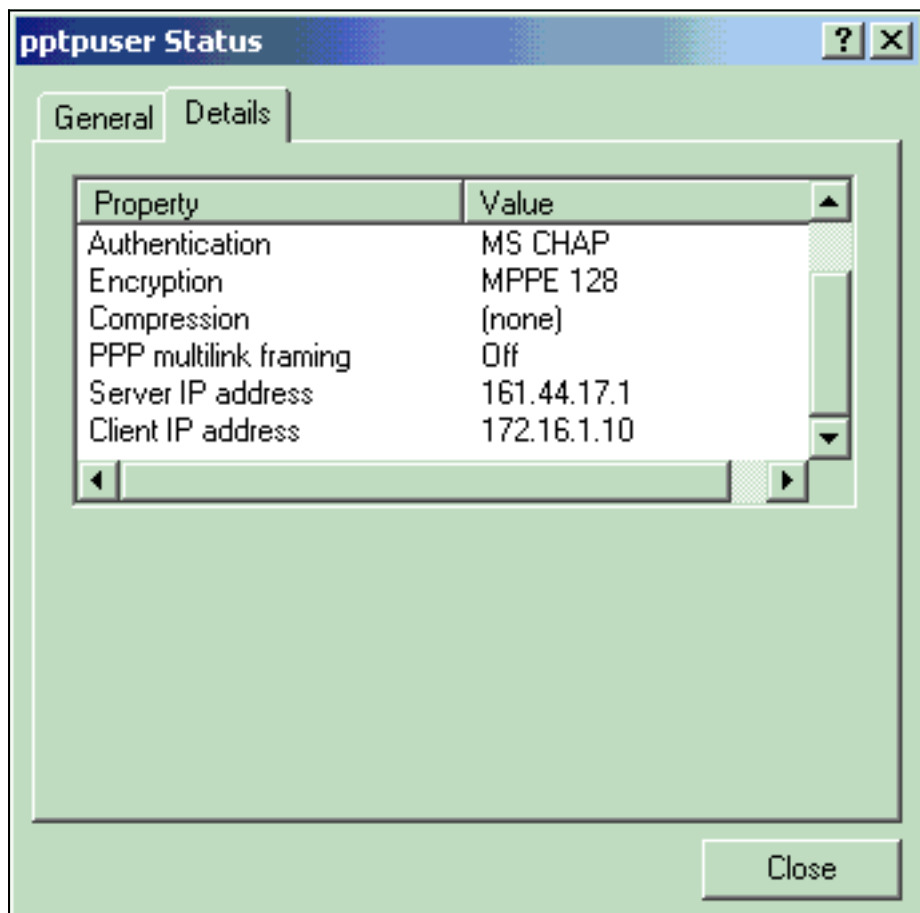 pptpuser Status
General Details
Property Value
Authentication MS CHAP
Encryption MPPE 128
Compression (none)
PPP multilink framing Off
Server IP address 161.44.17.1
Client IP address 172.16.1.10
Close